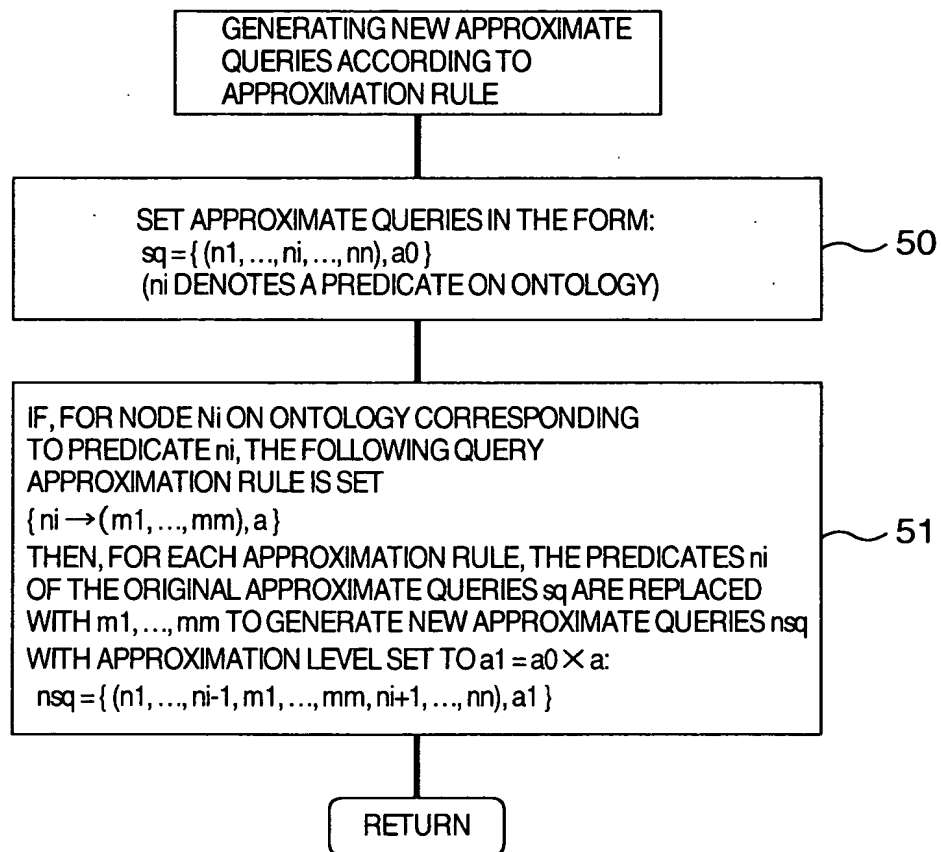 GENERATING NEW APPROXIMATE
QUERIES ACCORDING TO
APPROXIMATION RULE
SET APPROXIMATE QUERIES IN THE FORM:
sq={(n1,...,ni,...,nn),a0}
(ni DENOTES A PREDICATE ON ONTOLOGY)
50
IF, FOR NODE Ni ON ONTOLOGY CORRESPONDING
TO PREDICATE ni, THE FOLLOWING QUERY
APPROXIMATION RULE IS SET
{ni→(m1,...,mm),a}
THEN, FOR EACH APPROXIMATION RULE, THE PREDICATES ni
OF THE ORIGINAL APPROXIMATE QUERIES sq ARE REPLACED
WITH m1,...,mm TO GENERATE NEW APPROXIMATE QUERIES nsq
WITH APPROXIMATION LEVEL SET TO a1=a0×a:
nsq={(n1,...,ni-1,m1,...,mm,ni+1,...,nn),a1}
51
RETURN